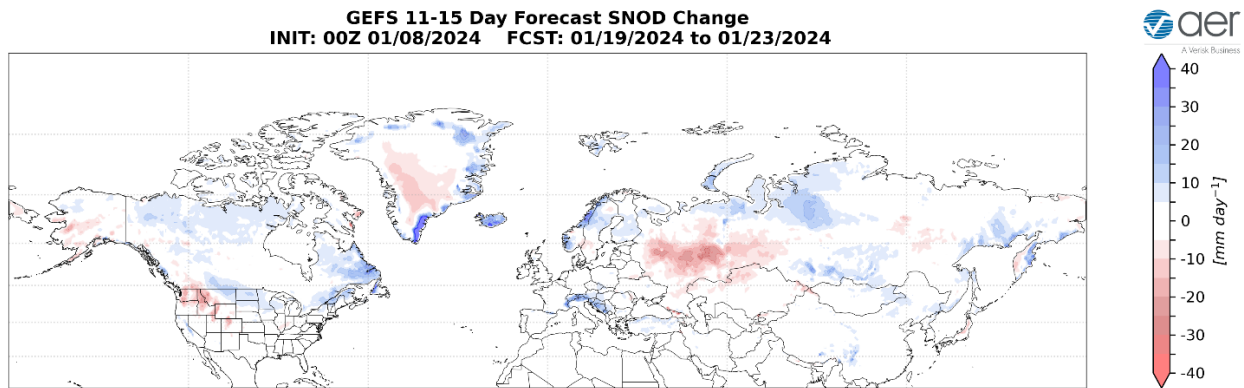 GEFS 11-15 Day Forecast SNOD Change
INIT: 00Z 01/08/2024    FCST: 01/19/2024 to 01/23/2024
aer
A Verisk Business
40
30
20
10
0
-10
-20
-30
-40
[mm day⁻¹]